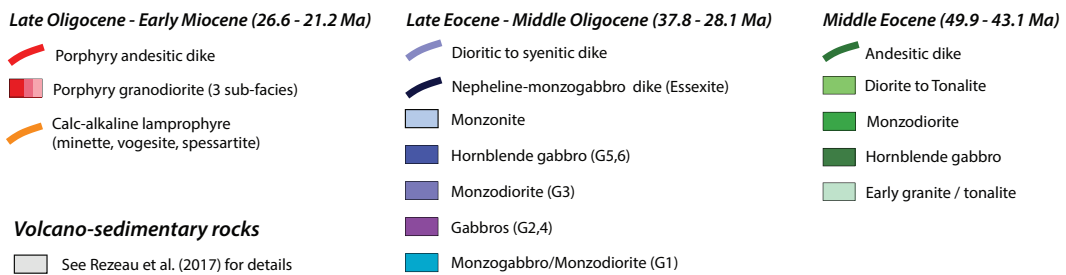 Late Oligocene - Early Miocene (26.6 - 21.2 Ma)
Porphyry andesitic dike
Porphyry granodiorite (3 sub-facies)
Calc-alkaline lamprophyre
(minette, vogesite, spessartite)
Volcano-sedimentary rocks
See Rezeau et al. (2017) for details
Late Eocene - Middle Oligocene (37.8 - 28.1 Ma)
Dioritic to syenitic dike
Nepheline-monzogabbro dike (Essexite)
Monzonite
Hornblende gabbro (G5,6)
Monzodiorite (G3)
Gabbros (G2,4)
Monzogabbro/Monzodiorite (G1)
Middle Eocene (49.9 - 43.1 Ma)
Andesitic dike
Diorite to Tonalite
Monzodiorite
Hornblende gabbro
Early granite / tonalite